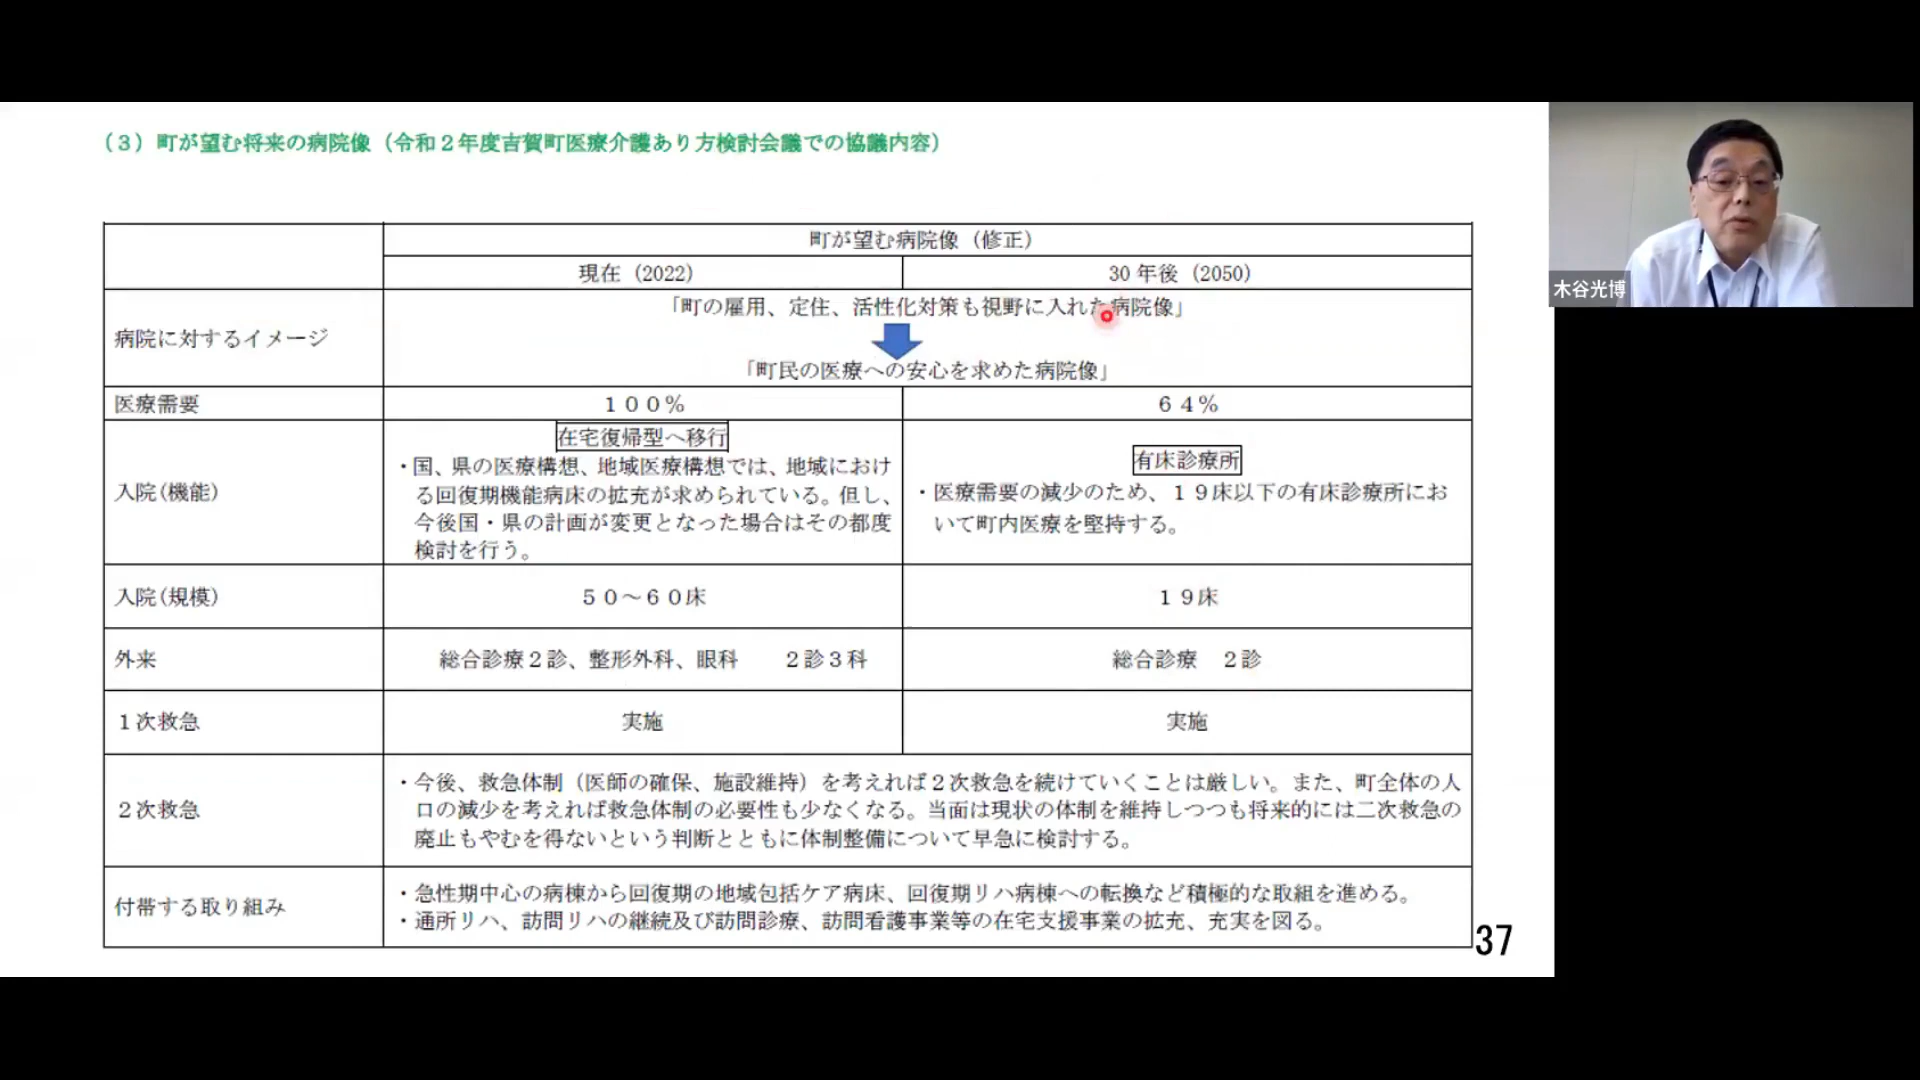 （３）町が望む将来の病院像（令和２年度吉賀町医療介護あり方検討会議での協議内容）
町が望む病院像（修正）
現在（2022）
30 年後（2050）
病院に対するイメージ
「町の雇用、定住、活性化対策も視野に入れた病院像」
「町民の医療への安心を求めた病院像」
医療需要
１００％
６４％
入院（機能）
在宅復帰型へ移行
・国、県の医療構想、地域医療構想では、地域におけ
る回復期機能病床の拡充が求められている。但し、
今後国・県の計画が変更となった場合はその都度
検討を行う。
有床診療所
・医療需要の減少のため、１９床以下の有床診療所にお
いて町内医療を堅持する。
入院（規模）
５０～６０床
１９床
外来
総合診療２診、整形外科、眼科　　２診３科
総合診療　２診
１次救急
実施
実施
２次救急
・今後、救急体制（医師の確保、施設維持）を考えれば２次救急を続けていくことは厳しい。また、町全体の人
口の減少を考えれば救急体制の必要性も少なくなる。当面は現状の体制を維持しつつも将来的には二次救急の
廃止もやむを得ないという判断とともに体制整備について早急に検討する。
付帯する取り組み
・急性期中心の病棟から回復期の地域包括ケア病床、回復期リハ病棟への転換など積極的な取組を進める。
・通所リハ、訪問リハの継続及び訪問診療、訪問看護事業等の在宅支援事業の拡充、充実を図る。
37
木谷光博